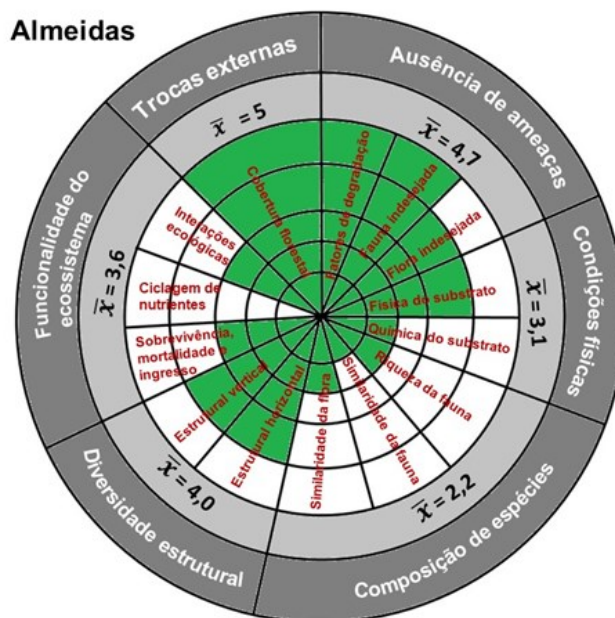 Almeidas
Trocas externas
Ausência de ameaças
Condições físicas
Composição de espécies
Diversidade estrutural
Funcionalidade do
ecossistema
x̅ = 5
x̅ = 4,7
x̅ = 3,1
x̅ = 2,2
x̅ = 4,0
x̅ = 3,6
Cobertura florestal
Fatores de degradação
Fauna indesejada
Flora indesejada
Física do substrato
Química do substrato
Riqueza da fauna
Similaridade da fauna
Similaridade da flora
Estrutural horizontal
Estrutural vertical
Sobrevivência,
mortalidade e
ingresso
Ciclagem de
nutrientes
Interações
ecológicas